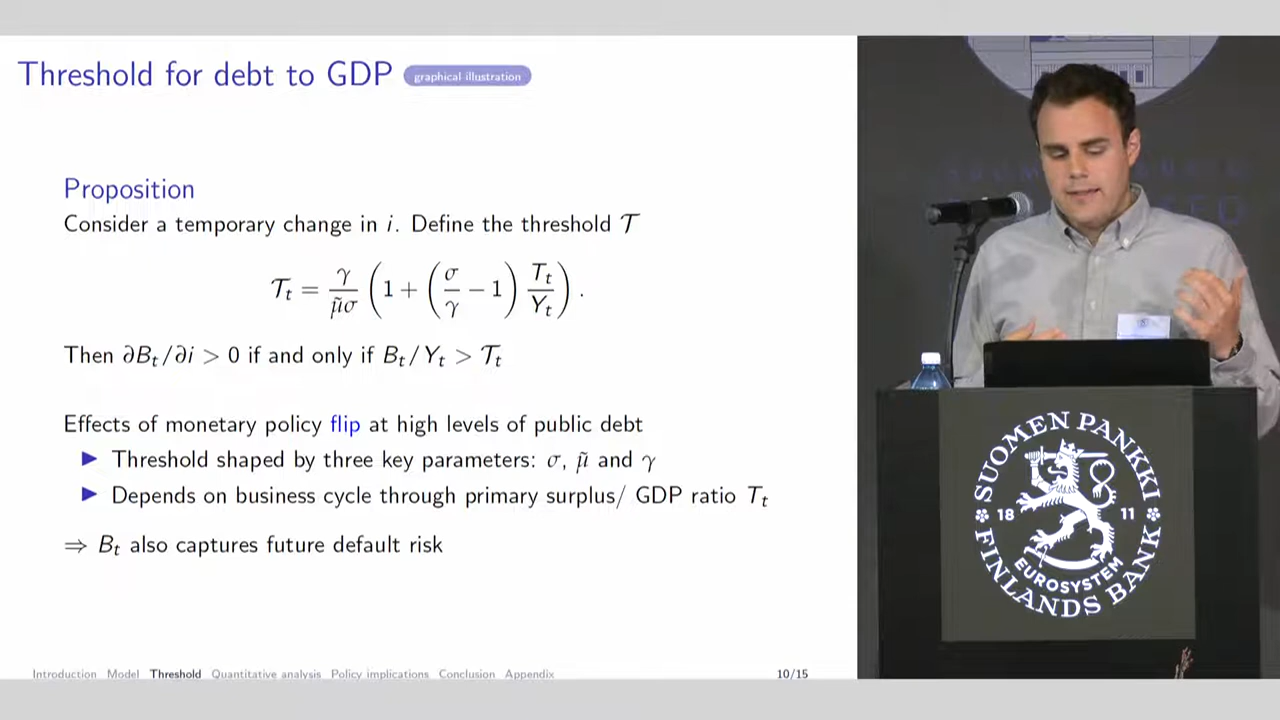 Threshold for debt to GDP graphical illustration
Proposition
Consider a temporary change in i. Define the threshold 𝒯
𝒯ₜ = γ/μ̃σ (1 + (σ/γ − 1) Tₜ/Yₜ).
Then ∂Bₜ/∂i > 0 if and only if Bₜ/Yₜ > 𝒯ₜ
Effects of monetary policy flip at high levels of public debt
▶ Threshold shaped by three key parameters: σ, μ̃ and γ
▶ Depends on business cycle through primary surplus/ GDP ratio Tₜ
⇒ Bₜ also captures future default risk
Introduction Model Threshold Quantitative analysis Policy implications Conclusion Appendix
10/15
SUOMEN PANKKI
18 11
EUROSYSTEM
FINLANDS BANK